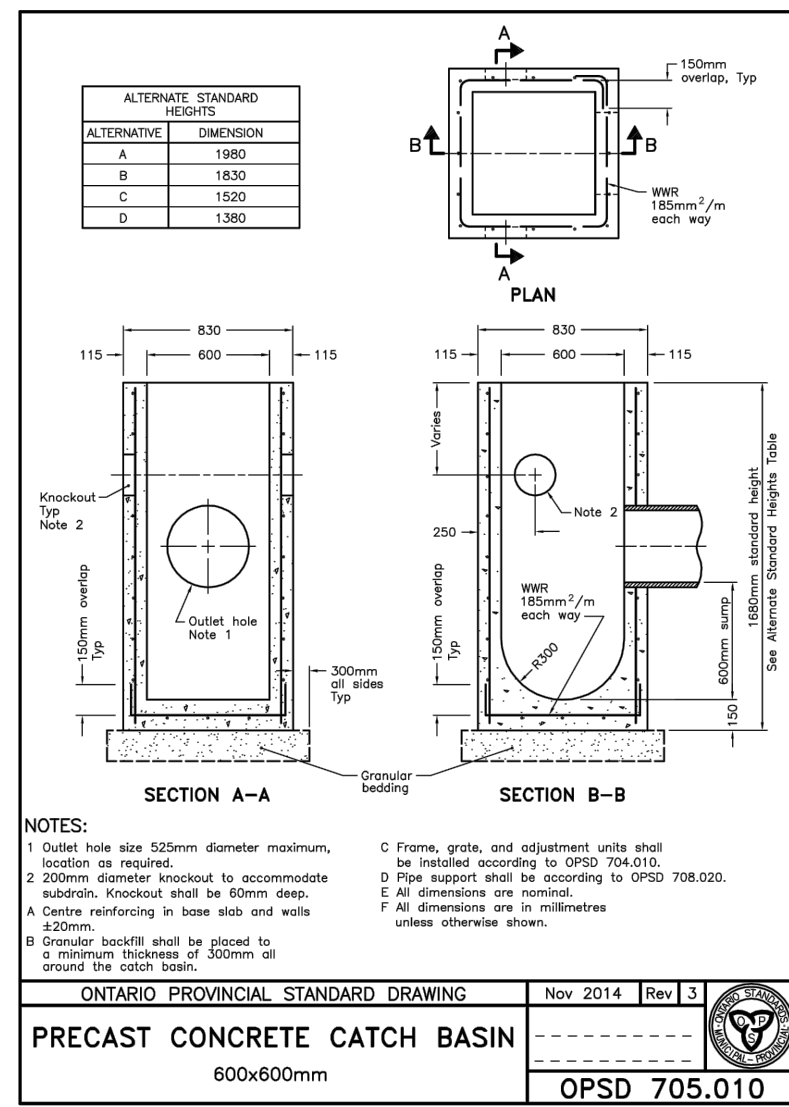 ALTERNATE STANDARD
HEIGHTS
ALTERNATIVE DIMENSION
A 1980
B 1830
C 1520
D 1380
A
150mm
overlap, Typ
B
B
WWR
185mm²/m
each way
A
PLAN
830
115
600
115
Knockout
Typ
Note 2
Outlet hole
Note 1
150mm overlap
Typ
300mm
all sides
Typ
SECTION A–A
830
115
600
115
Varies
Note 2
250
WWR
185mm²/m
each way
150mm overlap
Typ
R300
600mm sump
150
1680mm standard height
See Alternate Standard Heights Table
Granular
bedding
SECTION B–B
NOTES:
1 Outlet hole size 525mm diameter maximum,
location as required.
2 200mm diameter knockout to accommodate
subdrain. Knockout shall be 60mm deep.
A Centre reinforcing in base slab and walls
±20mm.
B Granular backfill shall be placed to
a minimum thickness of 300mm all
around the catch basin.
C Frame, grate, and adjustment units shall
be installed according to OPSD 704.010.
D Pipe support shall be according to OPSD 708.020.
E All dimensions are nominal.
F All dimensions are in millimetres
unless otherwise shown.
ONTARIO PROVINCIAL STANDARD DRAWING
Nov 2014 Rev 3
PRECAST CONCRETE CATCH BASIN
600x600mm
OPSD 705.010
ONTARIO STANDARDS
MUNICIPAL–PROVINCIAL
O P
S